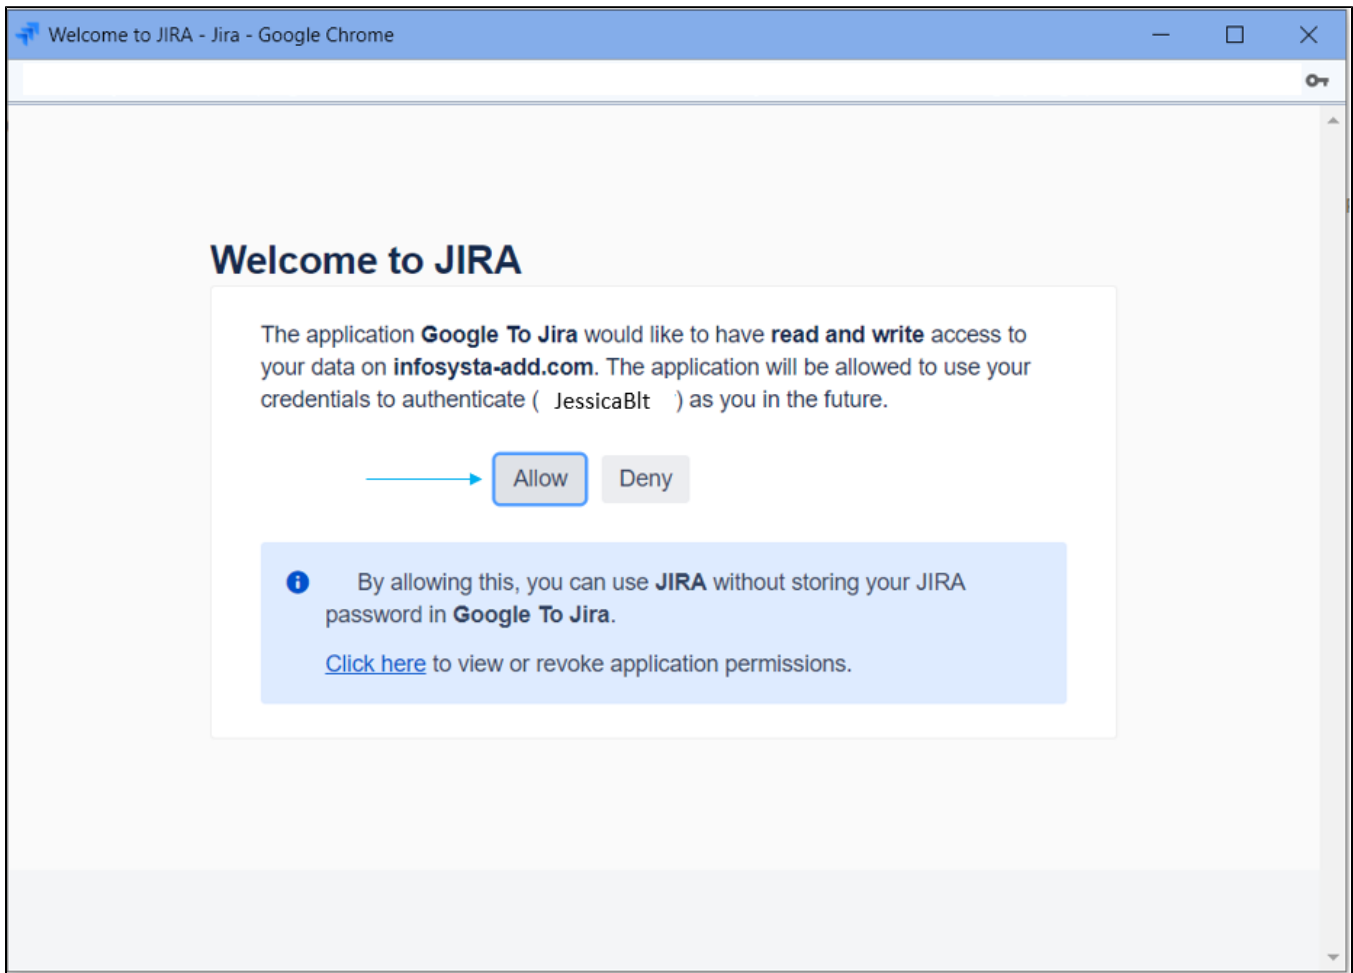 Welcome to JIRA - Jira - Google Chrome
Welcome to JIRA
The application Google To Jira would like to have read and write access to
your data on infosysta-add.com. The application will be allowed to use your
credentials to authenticate ( JessicaBlt ) as you in the future.
Allow Deny
By allowing this, you can use JIRA without storing your JIRA
password in Google To Jira.
Click here to view or revoke application permissions.